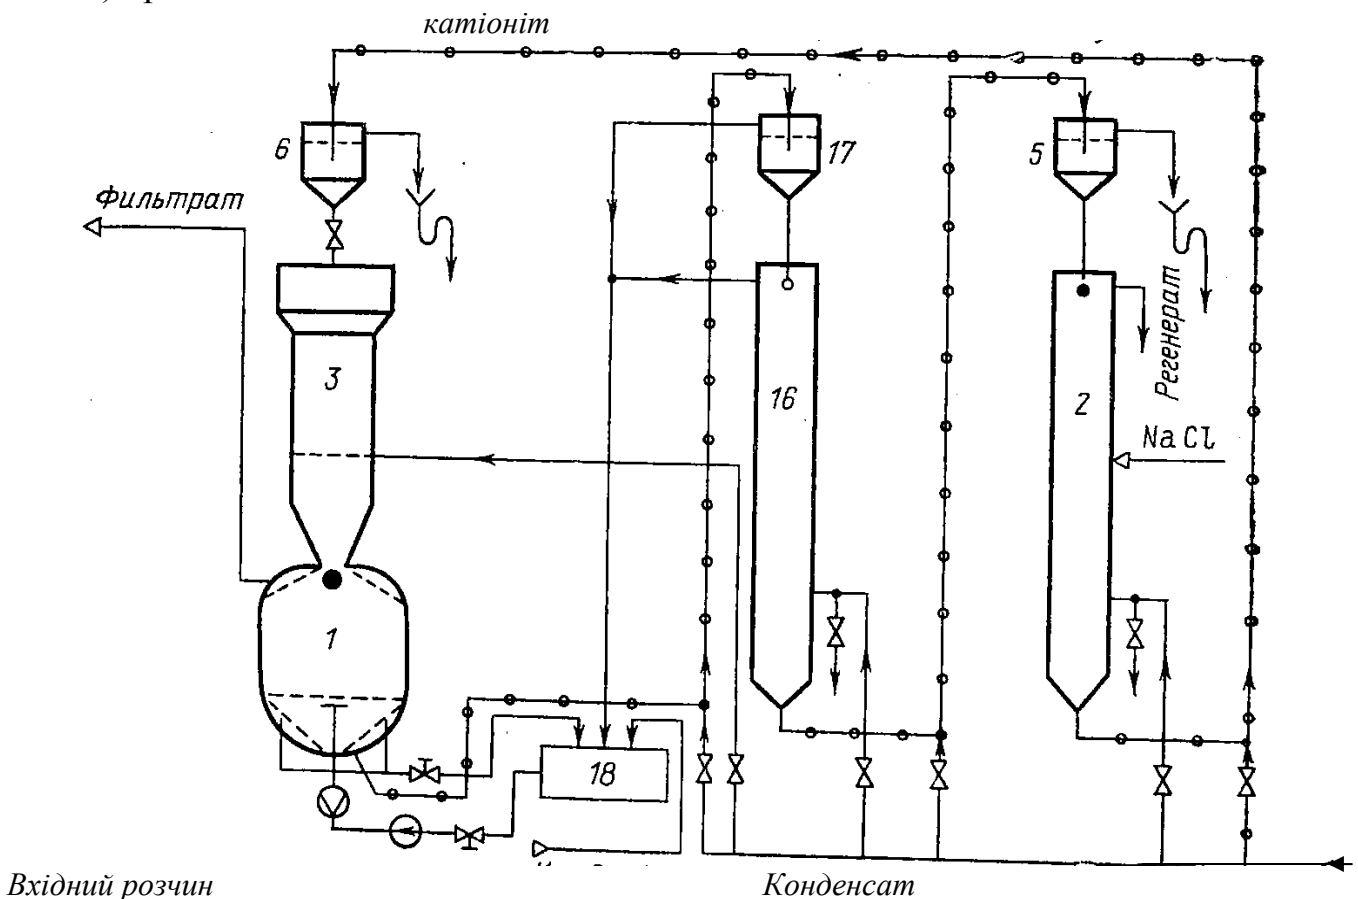 катіоніт
6
17
5
Фильтрат
Регенерат
3
16
2
NaCl
1
18
Вхідний розчин
Конденсат